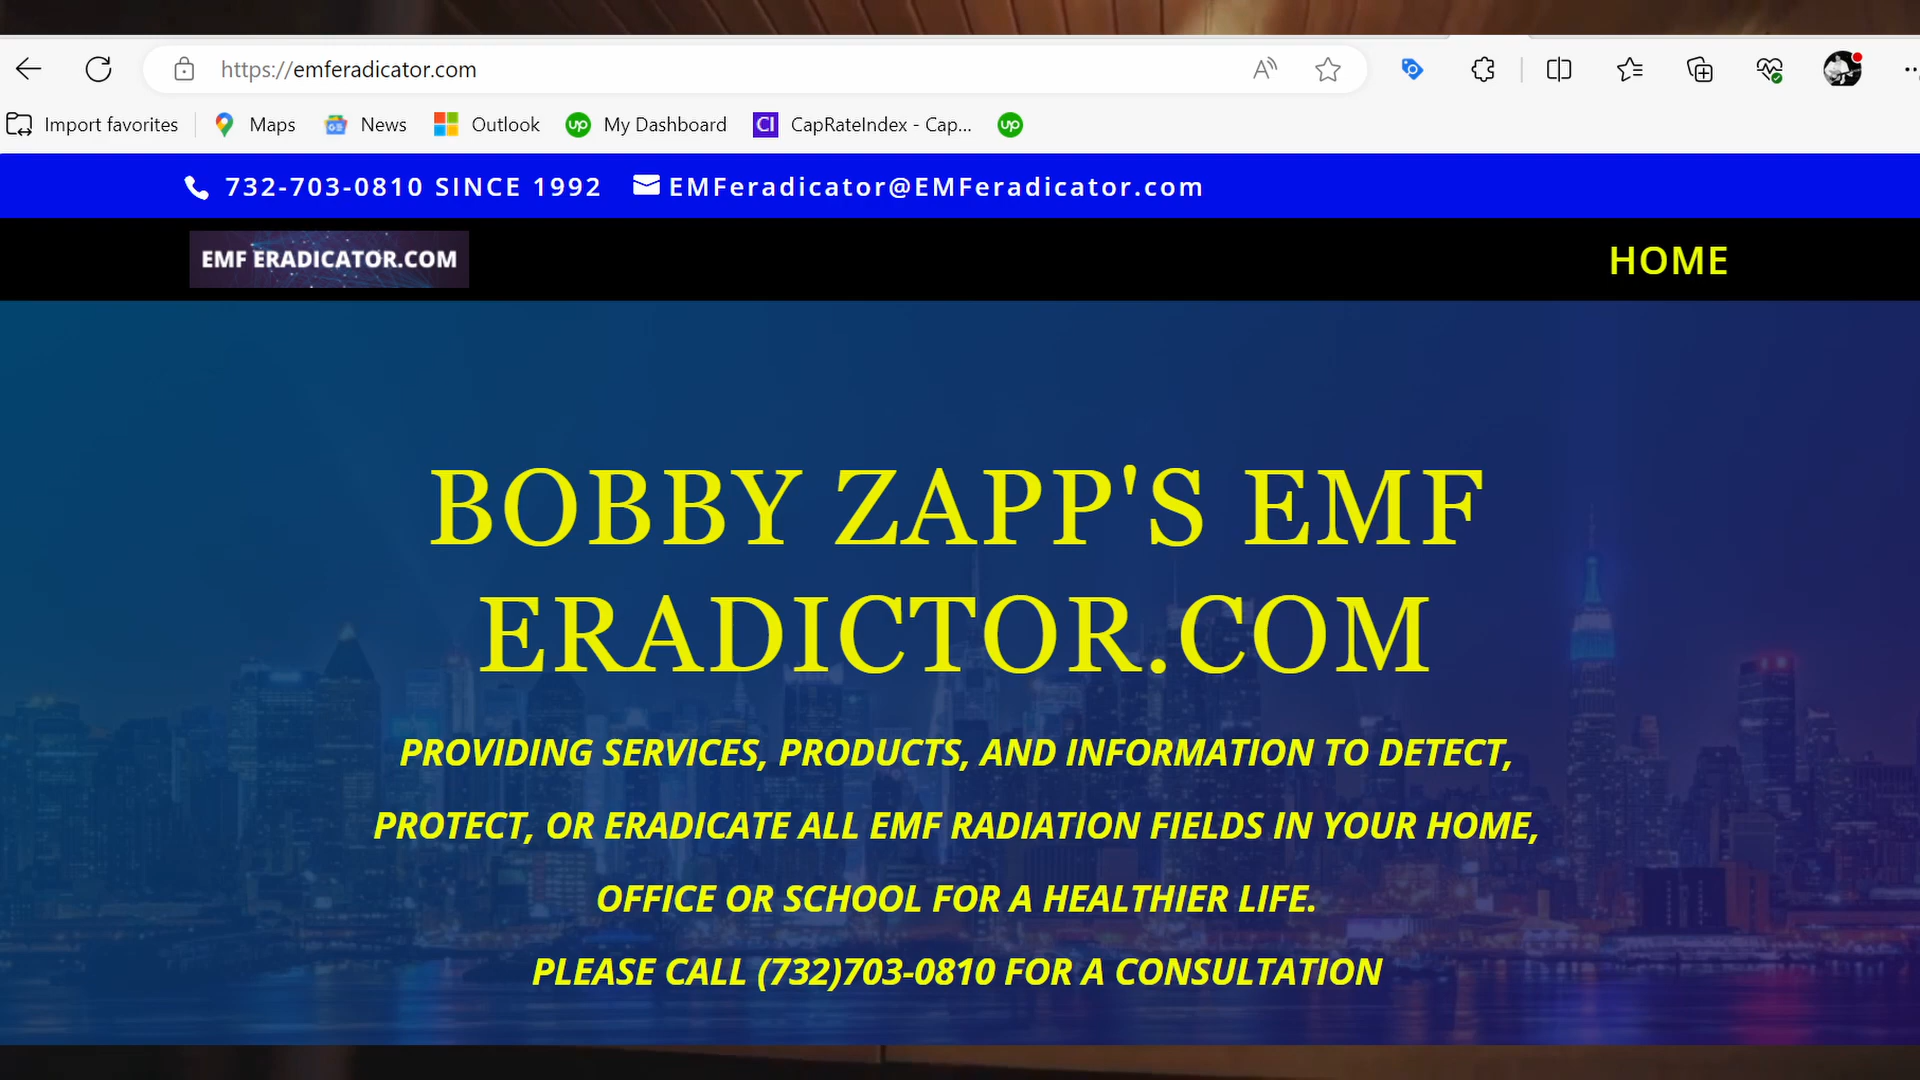 https://emferadicator.com
Import favorites Maps News Outlook My Dashboard CapRateIndex - Cap...
732-703-0810 SINCE 1992 EMFeradicator@EMFeradicator.com
EMF ERADICATOR.COM HOME
BOBBY ZAPP'S EMF
ERADICTOR.COM
PROVIDING SERVICES, PRODUCTS, AND INFORMATION TO DETECT,
PROTECT, OR ERADICATE ALL EMF RADIATION FIELDS IN YOUR HOME,
OFFICE OR SCHOOL FOR A HEALTHIER LIFE.
PLEASE CALL (732)703-0810 FOR A CONSULTATION